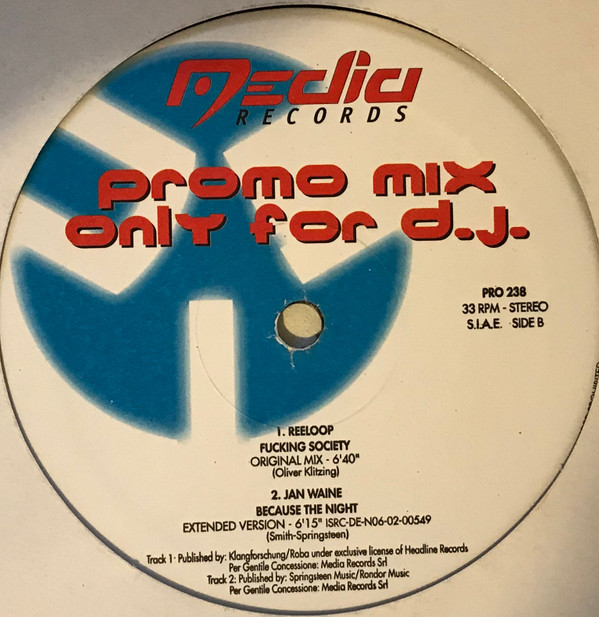 Media
RECORDS
promo mix
only for d.j.
PRO 238
33 RPM - STEREO
S.I.A.E. SIDE B
1. REELOOP
FUCKING SOCIETY
ORIGINAL MIX - 6'40"
(Oliver Klitzing)
2. JAN WAINE
BECAUSE THE NIGHT
EXTENDED VERSION - 6'15" ISRC-DE-N06-02-00549
(Smith-Springsteen)
Track 1: Published by: Klangforschung/Roba under exclusive license of Headline Records
Per Gentile Concessione: Media Records Srl
Track 2: Published by: Springsteen Music/Rondor Music
Per Gentile Concessione: Media Records Srl